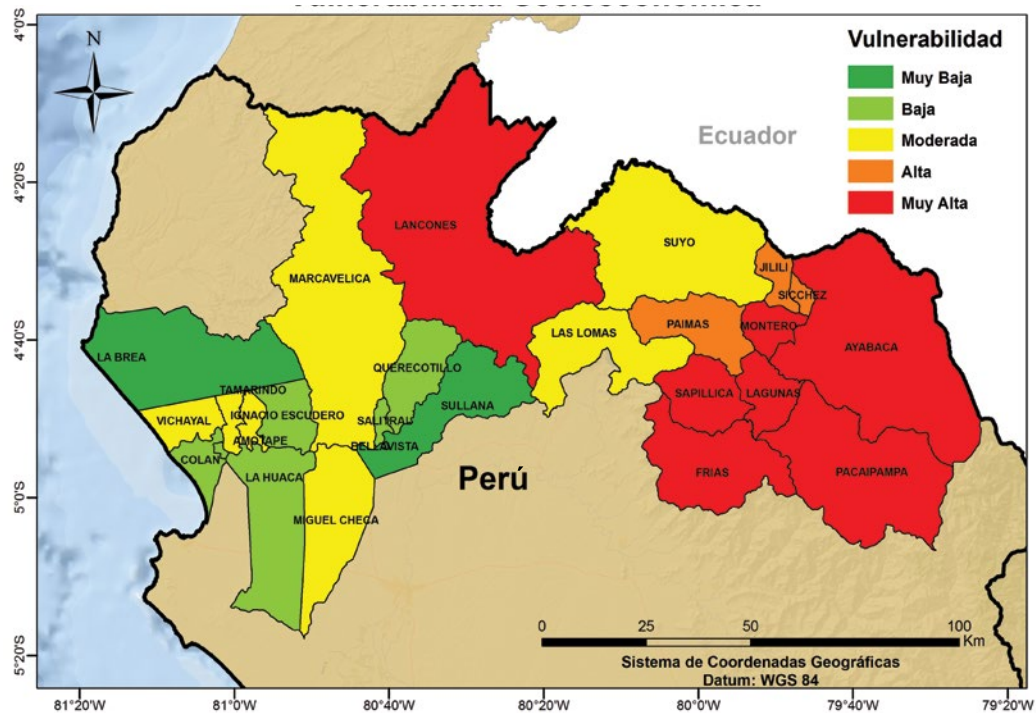 N
Vulnerabilidad
Muy Baja
Baja
Moderada
Alta
Muy Alta
Ecuador
LANCONES
SUYO
JILILI
SICCHEZ
MARCAVELICA
PAIMAS
MONTERO
LAS LOMAS
AYABACA
LA BREA
QUERECOTILLO
TAMARINDO
SAPILLICA
LAGUNAS
SULLANA
VICHAYAL
IGNACIO ESCUDERO
SALITRAL
AMOTAPE
BELLAVISTA
COLAN
LA HUACA
Perú
FRIAS
PACAIPAMPA
MIGUEL CHECA
0 25 50 100
Km
Sistema de Coordenadas Geográficas
Datum: WGS 84
4°0'S
4°20'S
4°40'S
5°0'S
5°20'S
81°20'W 81°0'W 80°40'W 80°20'W 80°0'W 79°40'W 79°20'W